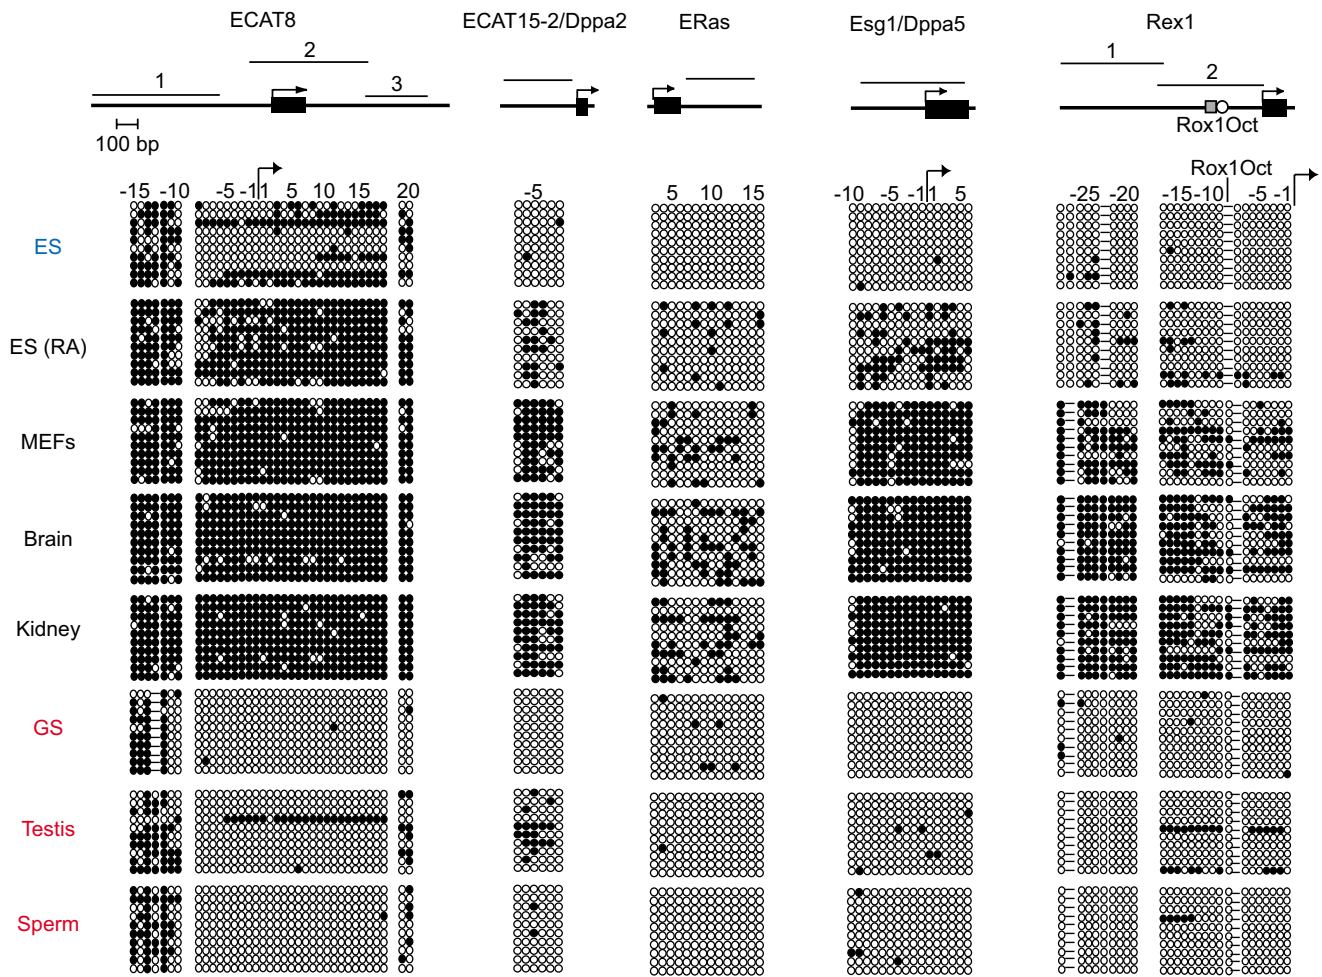 ECAT8 ECAT15-2/Dppa2 ERas Esg1/Dppa5 Rex1
1 2 3 1 2
100 bp
Rox1Oct
-15 -10 -5 -1 1 5 10 15 20 -5 5 10 15 -10 -5 -1 1 5 -25 -20 -15 -10 Rox1Oct -5 -1
ES
ES (RA)
MEFs
Brain
Kidney
GS
Testis
Sperm